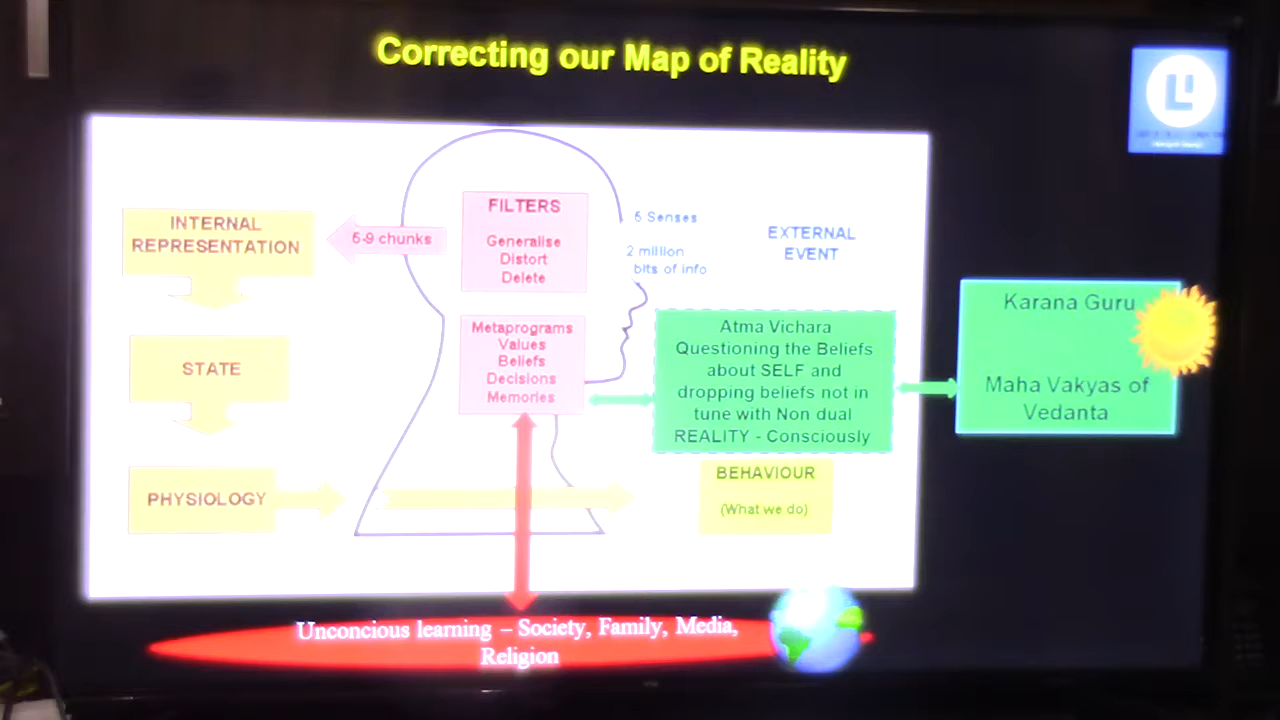 Correcting our Map of Reality
INTERNAL
REPRESENTATION
5-9 chunks
FILTERS
Generalise
Distort
Delete
5 Senses
2 million
bits of info
EXTERNAL
EVENT
Metaprograms
Values
Beliefs
Decisions
Memories
STATE
Atma Vichara
Questioning the Beliefs
about SELF and
dropping beliefs not in
tune with Non dual
REALITY - Consciously
Karana Guru
Maha Vakyas of
Vedanta
PHYSIOLOGY
BEHAVIOUR
(What we do)
Unconcious learning – Society, Family, Media,
Religion